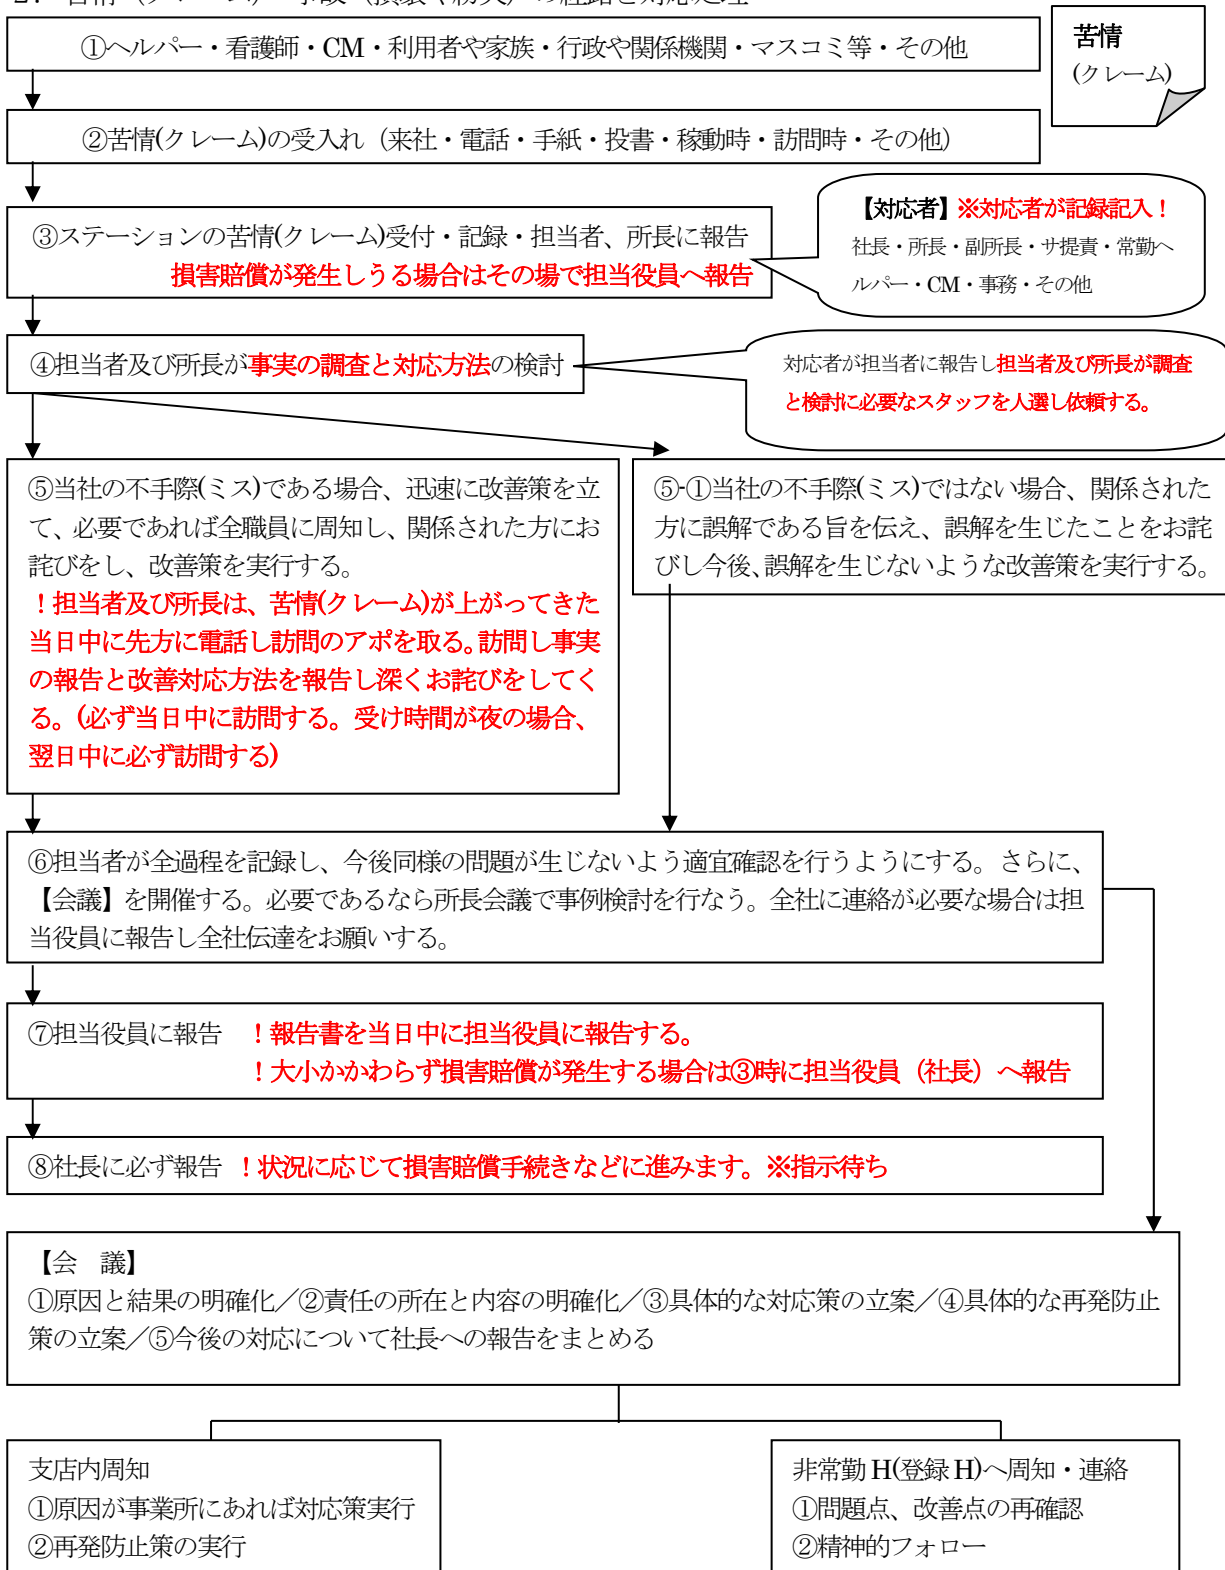 2. 苦情（クレーム）・事故（損壊や紛失）の経路と対応処理
①ヘルパー・看護師・CM・利用者や家族・行政や関係機関・マスコミ等・その他
苦情
(クレーム)
②苦情(クレーム)の受入れ（来社・電話・手紙・投書・稼動時・訪問時・その他）
③ステーションの苦情(クレーム)受付・記録・担当者、所長に報告
損害賠償が発生しうる場合はその場で担当役員へ報告
【対応者】※対応者が記録記入！
社長・所長・副所長・サ提責・常勤ヘ
ルパー・CM・事務・その他
④担当者及び所長が事実の調査と対応方法の検討
対応者が担当者に報告し担当者及び所長が調査
と検討に必要なスタッフを人選し依頼する。
⑤当社の不手際(ミス)である場合、迅速に改善策を立
て、必要であれば全職員に周知し、関係された方にお
詫びをし、改善策を実行する。
！担当者及び所長は、苦情(クレーム)が上がってきた
当日中に先方に電話し訪問のアポを取る。訪問し事実
の報告と改善対応方法を報告し深くお詫びをしてく
る。(必ず当日中に訪問する。受け時間が夜の場合、
翌日中に必ず訪問する)
⑤-①当社の不手際(ミス)ではない場合、関係された
方に誤解である旨を伝え、誤解を生じたことをお詫
びし今後、誤解を生じないような改善策を実行する。
⑥担当者が全過程を記録し、今後同様の問題が生じないよう適宜確認を行うようにする。さらに、
【会議】を開催する。必要であるなら所長会議で事例検討を行なう。全社に連絡が必要な場合は担
当役員に報告し全社伝達をお願いする。
⑦担当役員に報告　！報告書を当日中に担当役員に報告する。
！大小かかわらず損害賠償が発生する場合は③時に担当役員（社長）へ報告
⑧社長に必ず報告　！状況に応じて損害賠償手続きなどに進みます。※指示待ち
【会　議】
①原因と結果の明確化／②責任の所在と内容の明確化／③具体的な対応策の立案／④具体的な再発防止
策の立案／⑤今後の対応について社長への報告をまとめる
支店内周知
①原因が事業所にあれば対応策実行
②再発防止策の実行
非常勤H(登録H)へ周知・連絡
①問題点、改善点の再確認
②精神的フォロー